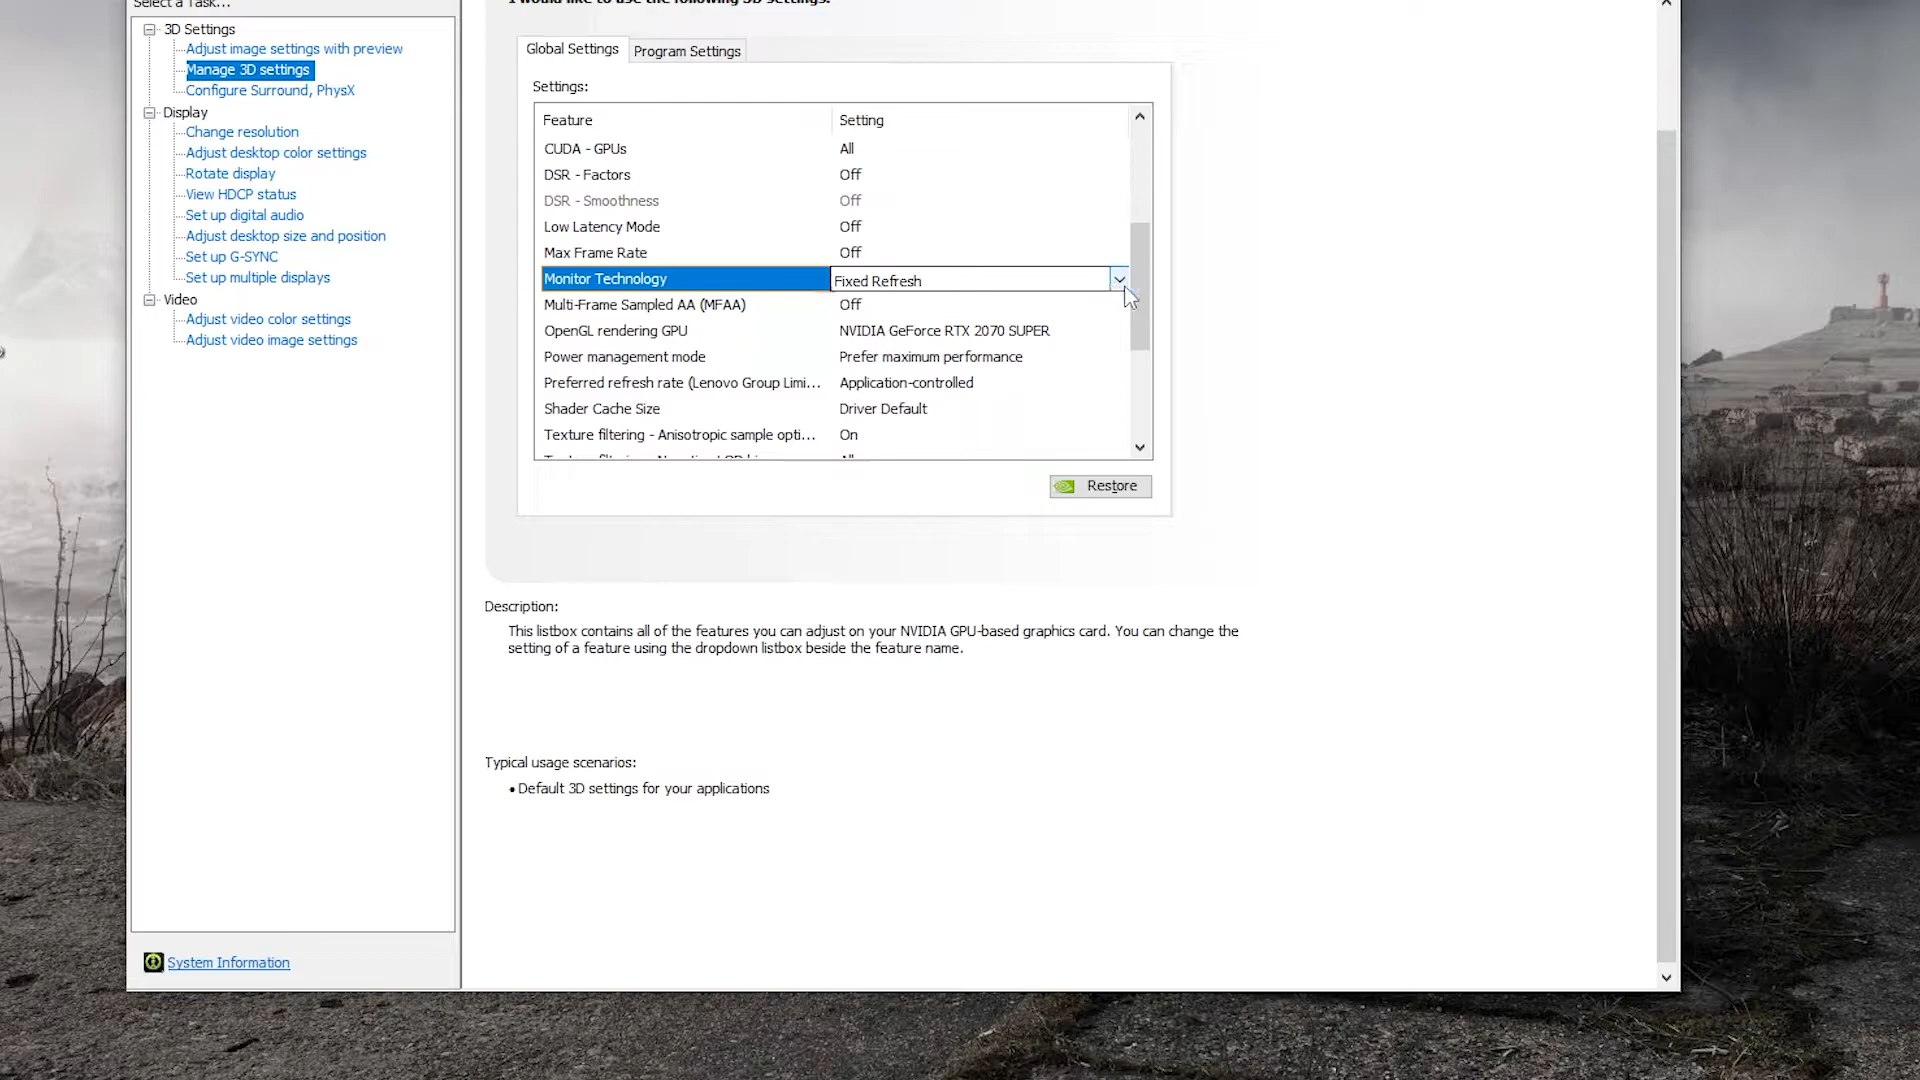 Select a Task...
3D Settings
Adjust image settings with preview
Manage 3D settings
Configure Surround, PhysX
Display
Change resolution
Adjust desktop color settings
Rotate display
View HDCP status
Set up digital audio
Adjust desktop size and position
Set up G-SYNC
Set up multiple displays
Video
Adjust video color settings
Adjust video image settings
System Information
I would like to use the following 3D settings:
Global Settings Program Settings
Settings:
Feature Setting
CUDA - GPUs All
DSR - Factors Off
DSR - Smoothness Off
Low Latency Mode Off
Max Frame Rate Off
Monitor Technology Fixed Refresh
Multi-Frame Sampled AA (MFAA) Off
OpenGL rendering GPU NVIDIA GeForce RTX 2070 SUPER
Power management mode Prefer maximum performance
Preferred refresh rate (Lenovo Group Limi... Application-controlled
Shader Cache Size Driver Default
Texture filtering - Anisotropic sample opti... On
Restore
Description:
This listbox contains all of the features you can adjust on your NVIDIA GPU-based graphics card. You can change the
setting of a feature using the dropdown listbox beside the feature name.
Typical usage scenarios:
• Default 3D settings for your applications